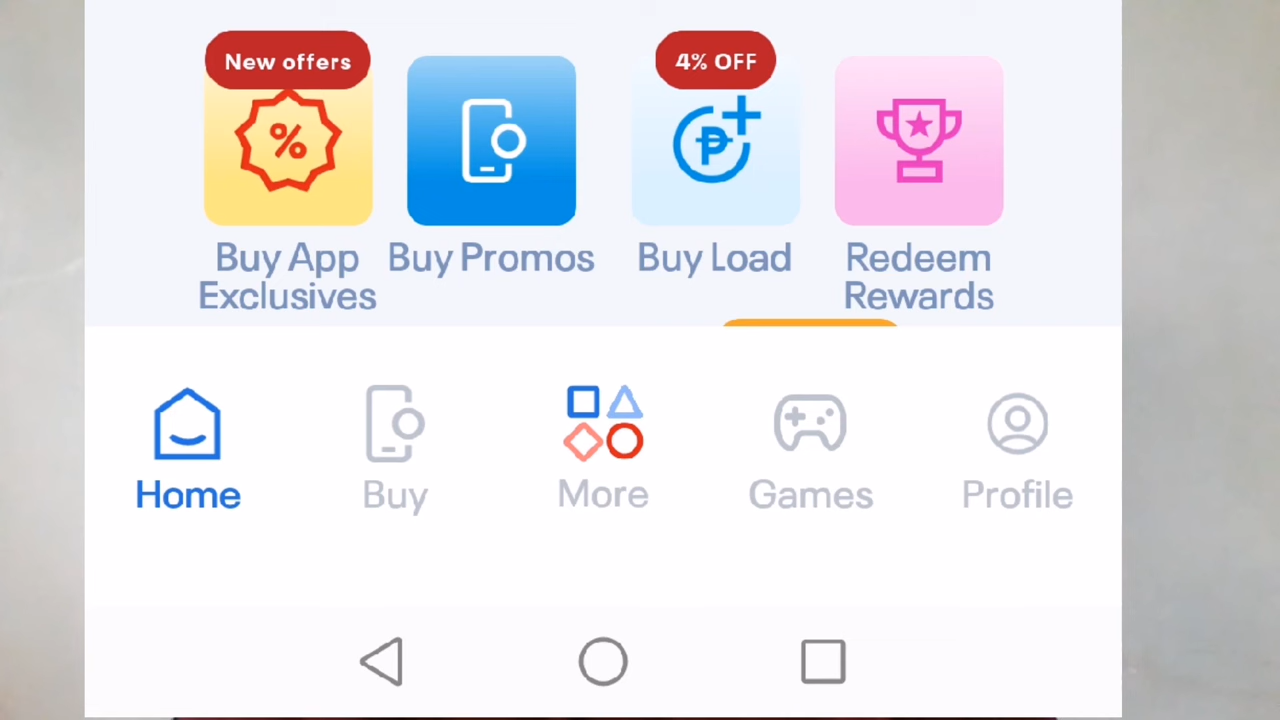 New offers
4% OFF
Buy App
Exclusives
Buy Promos
Buy Load
Redeem
Rewards
Home
Buy
More
Games
Profile